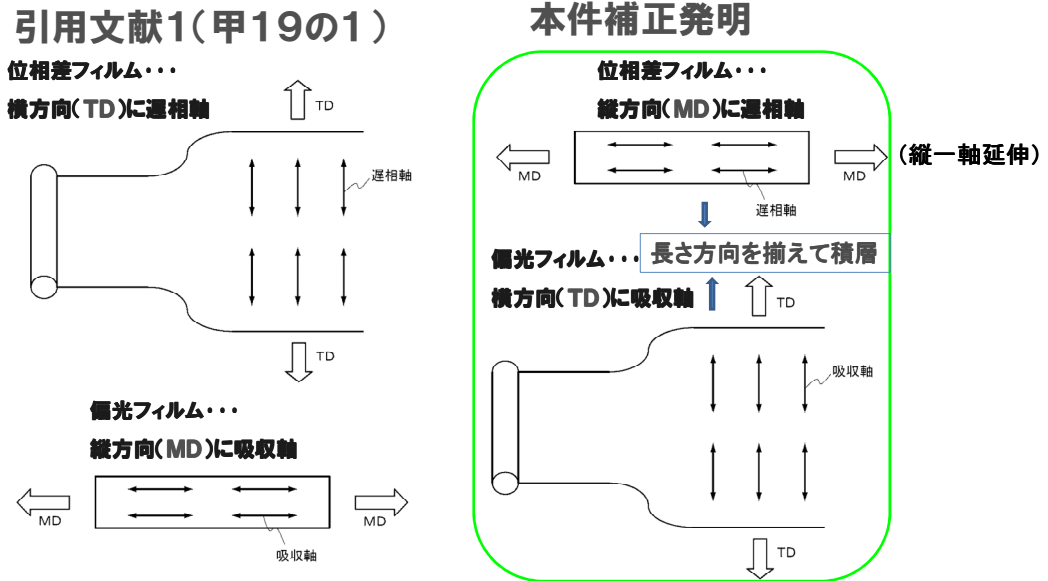 引用文献1(甲19の1)
位相差フィルム・・・
横方向(TD)に遅相軸
TD
遅相軸
TD
偏光フィルム・・・
縦方向(MD)に吸収軸
MD
MD
吸収軸
本件補正発明
位相差フィルム・・・
縦方向(MD)に遅相軸
MD
MD
(縦一軸延伸)
遅相軸
長さ方向を揃えて積層
偏光フィルム・・・
横方向(TD)に吸収軸
TD
吸収軸
TD